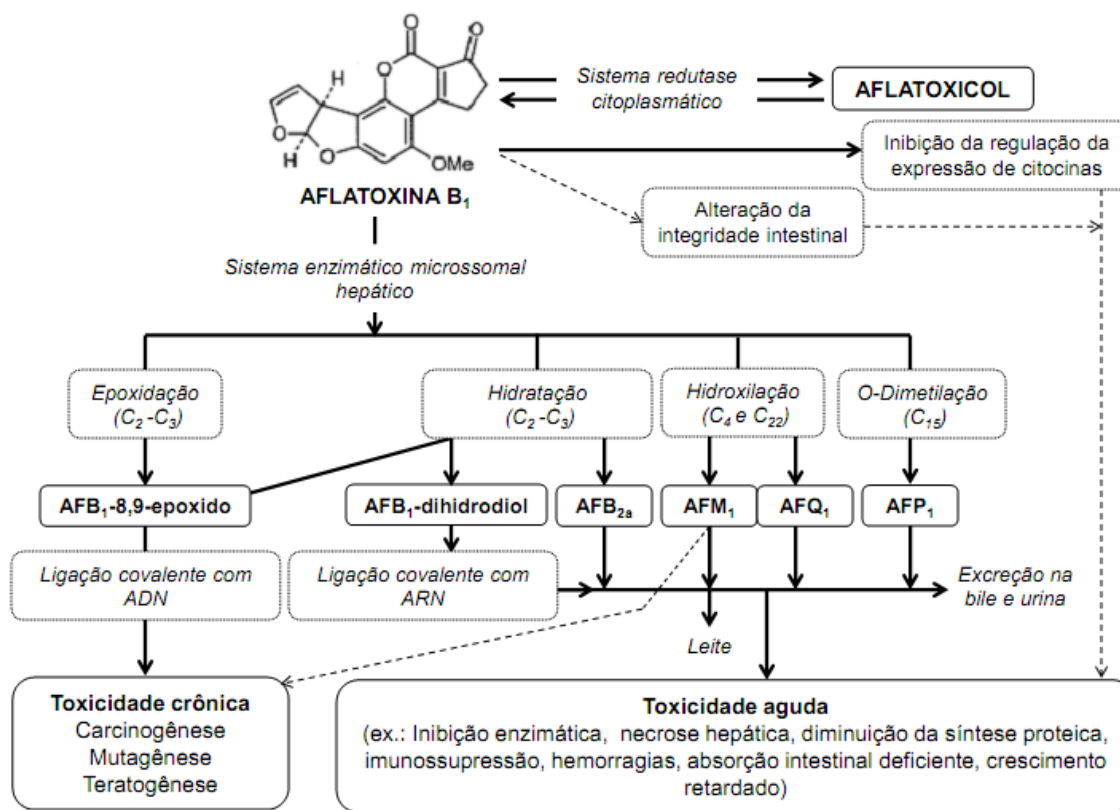 O
O
H
O
Sistema redutase
citoplasmático
AFLATOXICOL
O
H
O
OMe
Inibição da regulação da
expressão de citocinas
AFLATOXINA B₁
Alteração da
integridade intestinal
Sistema enzimático microssomal
hepático
Epoxidação
(C₂ -C₃)
Hidratação
(C₂ -C₃)
Hidroxilação
(C₄ e C₂₂)
O-Dimetilação
(C₁₅)
AFB₁-8,9-epoxido
AFB₁-dihidrodiol
AFB₂ₐ
AFM₁
AFQ₁
AFP₁
Ligação covalente com
ADN
Ligação covalente com
ARN
Excreção na
bile e urina
Leite
Toxicidade crônica
Carcinogênese
Mutagênese
Teratogênese
Toxicidade aguda
(ex.: Inibição enzimática, necrose hepática, diminuição da síntese proteica,
imunossupressão, hemorragias, absorção intestinal deficiente, crescimento
retardado)